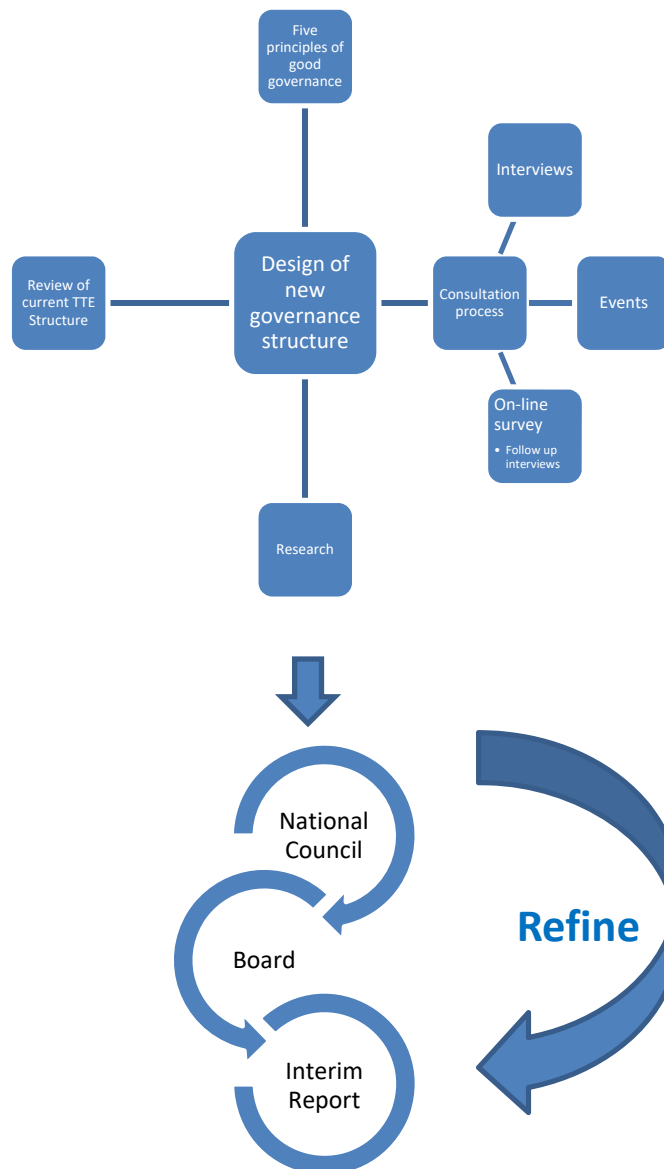 Five
principles of
good
governance
Interviews
Review of
current TTE
Structure
Design of
new
governance
structure
Consultation
process
Events
On-line
survey
• Follow up
interviews
Research
National
Council
Board
Refine
Interim
Report